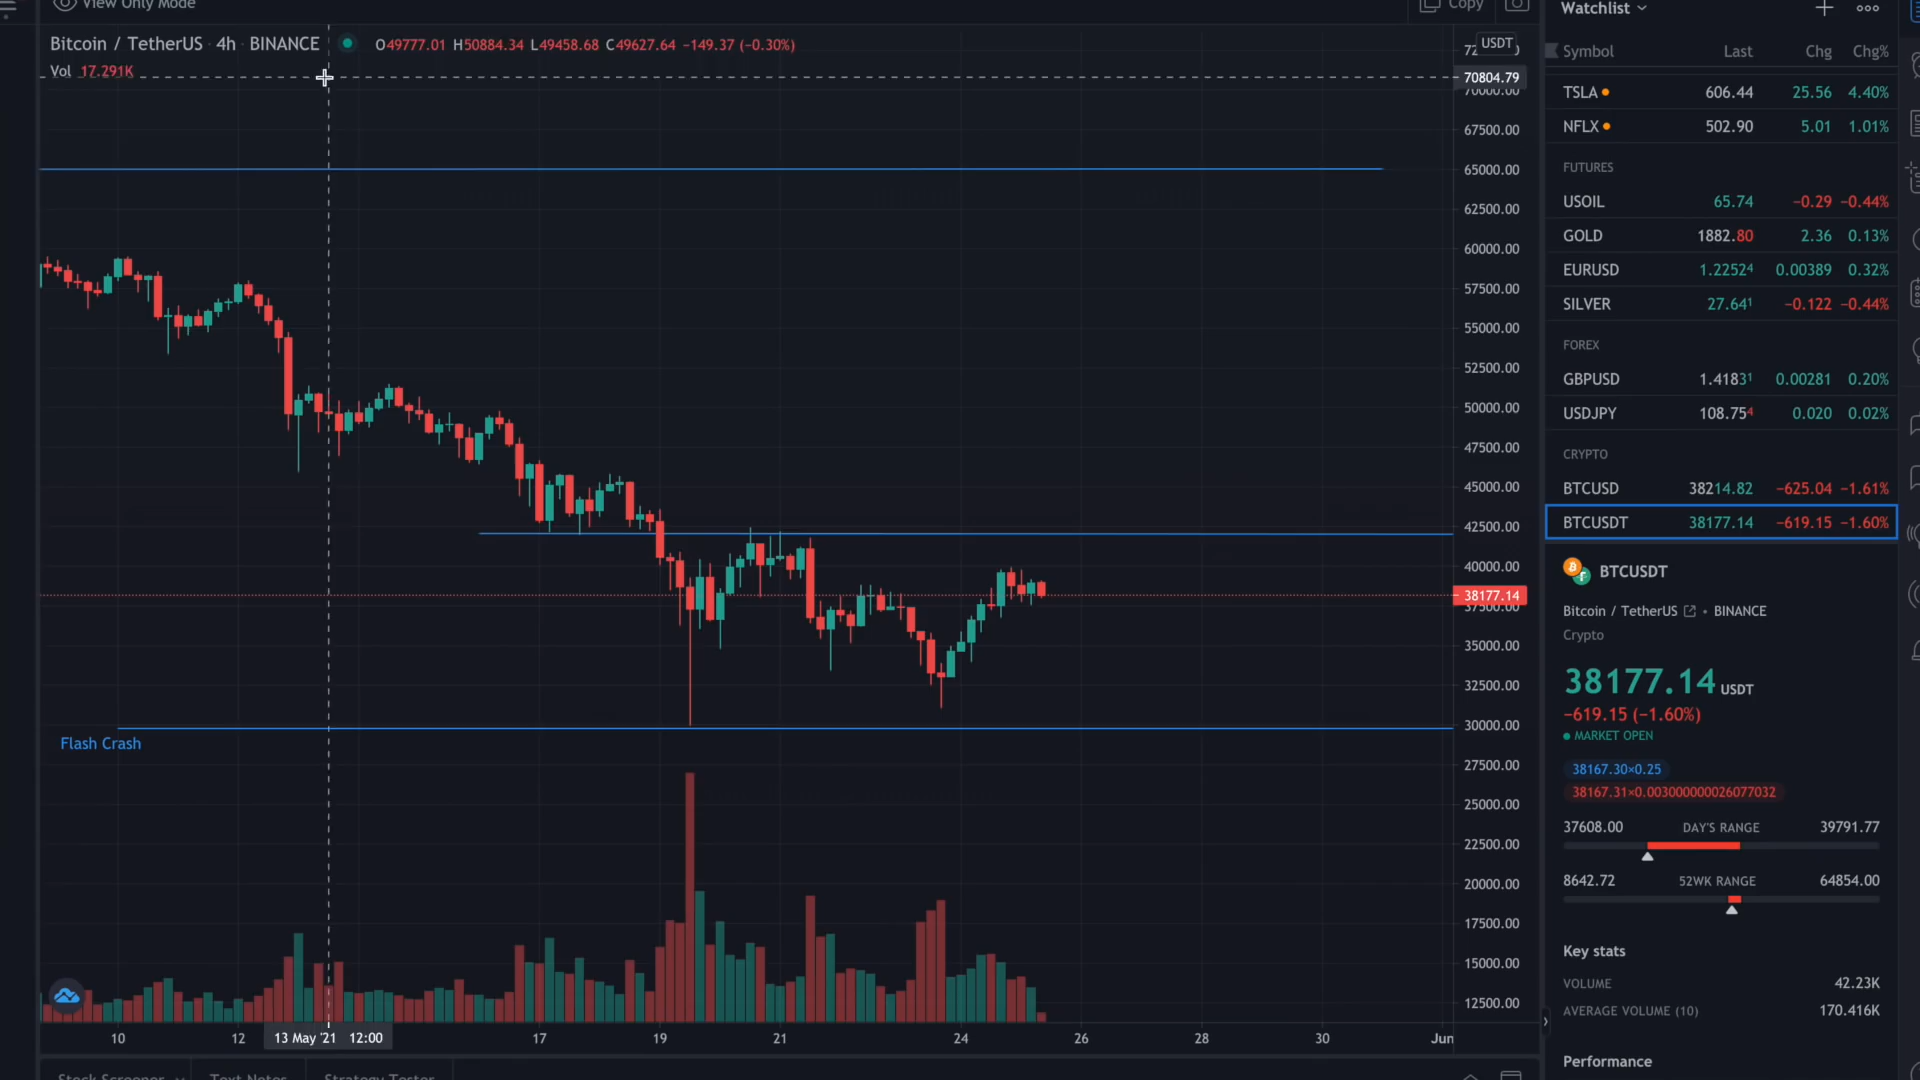 View Only Mode
Copy
Bitcoin / TetherUS 4h BINANCE O49777.01 H50884.34 L49458.68 C49627.64 −149.37 (−0.30%)
Vol 17.291K
USDT
70804.79
70000.00
67500.00
65000.00
62500.00
60000.00
57500.00
55000.00
52500.00
50000.00
47500.00
45000.00
42500.00
40000.00
38177.14
37500.00
35000.00
32500.00
30000.00
27500.00
25000.00
22500.00
20000.00
17500.00
15000.00
12500.00
Flash Crash
10 12 13 May '21 12:00 17 19 21 24 26 28 30 Jun
Stock Screener Text Notes Strategy Tester
Watchlist
Symbol Last Chg Chg%
TSLA 606.44 25.56 4.40%
NFLX 502.90 5.01 1.01%
FUTURES
USOIL 65.74 −0.29 −0.44%
GOLD 1882.80 2.36 0.13%
EURUSD 1.22524 0.00389 0.32%
SILVER 27.641 −0.122 −0.44%
FOREX
GBPUSD 1.41831 0.00281 0.20%
USDJPY 108.754 0.020 0.02%
CRYPTO
BTCUSD 38214.82 −625.04 −1.61%
BTCUSDT 38177.14 −619.15 −1.60%
BTCUSDT
Bitcoin / TetherUS • BINANCE
Crypto
38177.14 USDT
−619.15 (−1.60%)
MARKET OPEN
38167.30×0.25
38167.31×0.003000000026077032
37608.00 DAY'S RANGE 39791.77
8642.72 52WK RANGE 64854.00
Key stats
VOLUME 42.23K
AVERAGE VOLUME (10) 170.416K
Performance